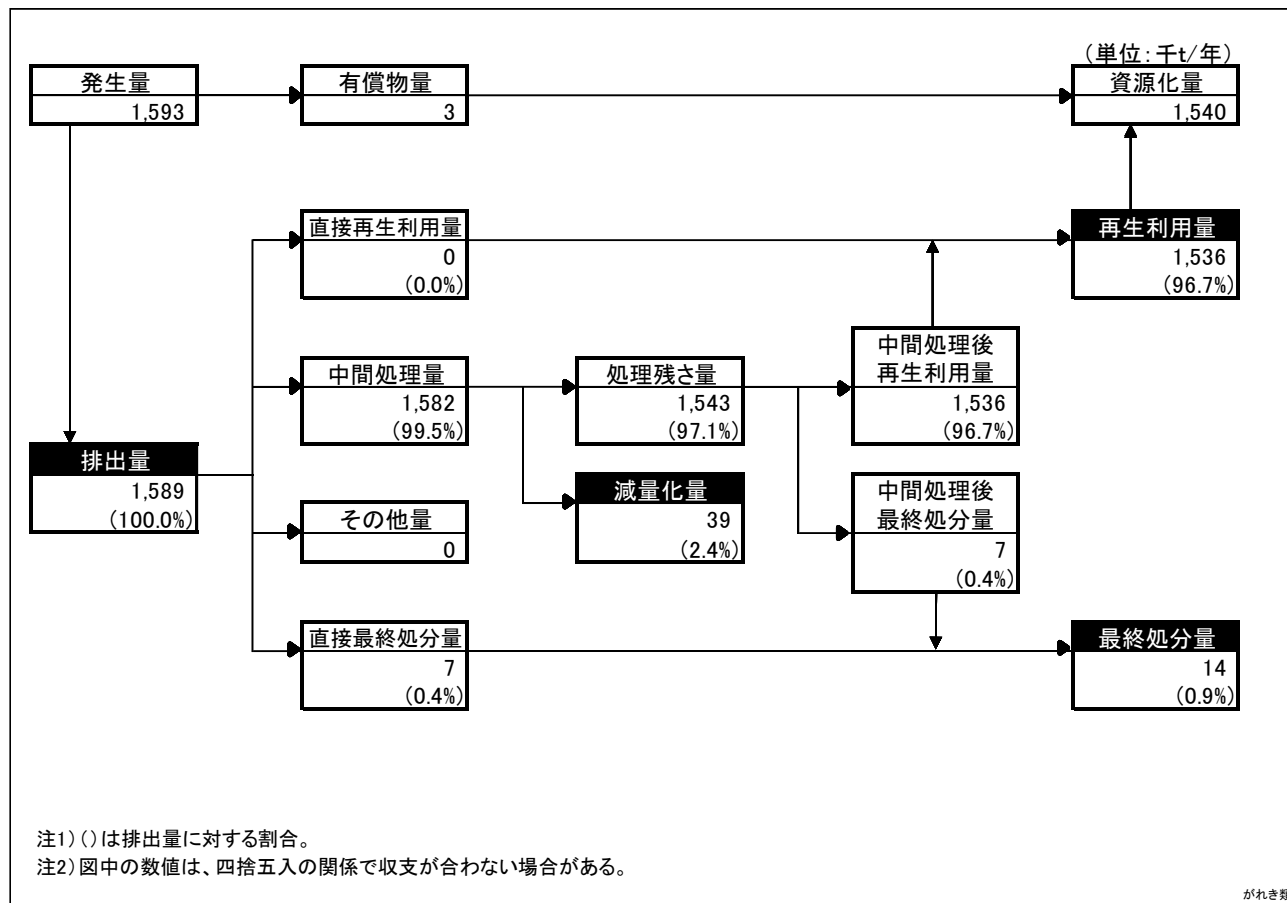 (単位:千t/年)
発生量
1,593
有償物量
3
資源化量
1,540
直接再生利用量
0
(0.0%)
再生利用量
1,536
(96.7%)
中間処理量
1,582
(99.5%)
処理残さ量
1,543
(97.1%)
中間処理後
再生利用量
1,536
(96.7%)
排出量
1,589
(100.0%)
減量化量
39
(2.4%)
中間処理後
最終処分量
7
(0.4%)
その他量
0
直接最終処分量
7
(0.4%)
最終処分量
14
(0.9%)
注1)()は排出量に対する割合。
注2)図中の数値は、四捨五入の関係で収支が合わない場合がある。
がれき類